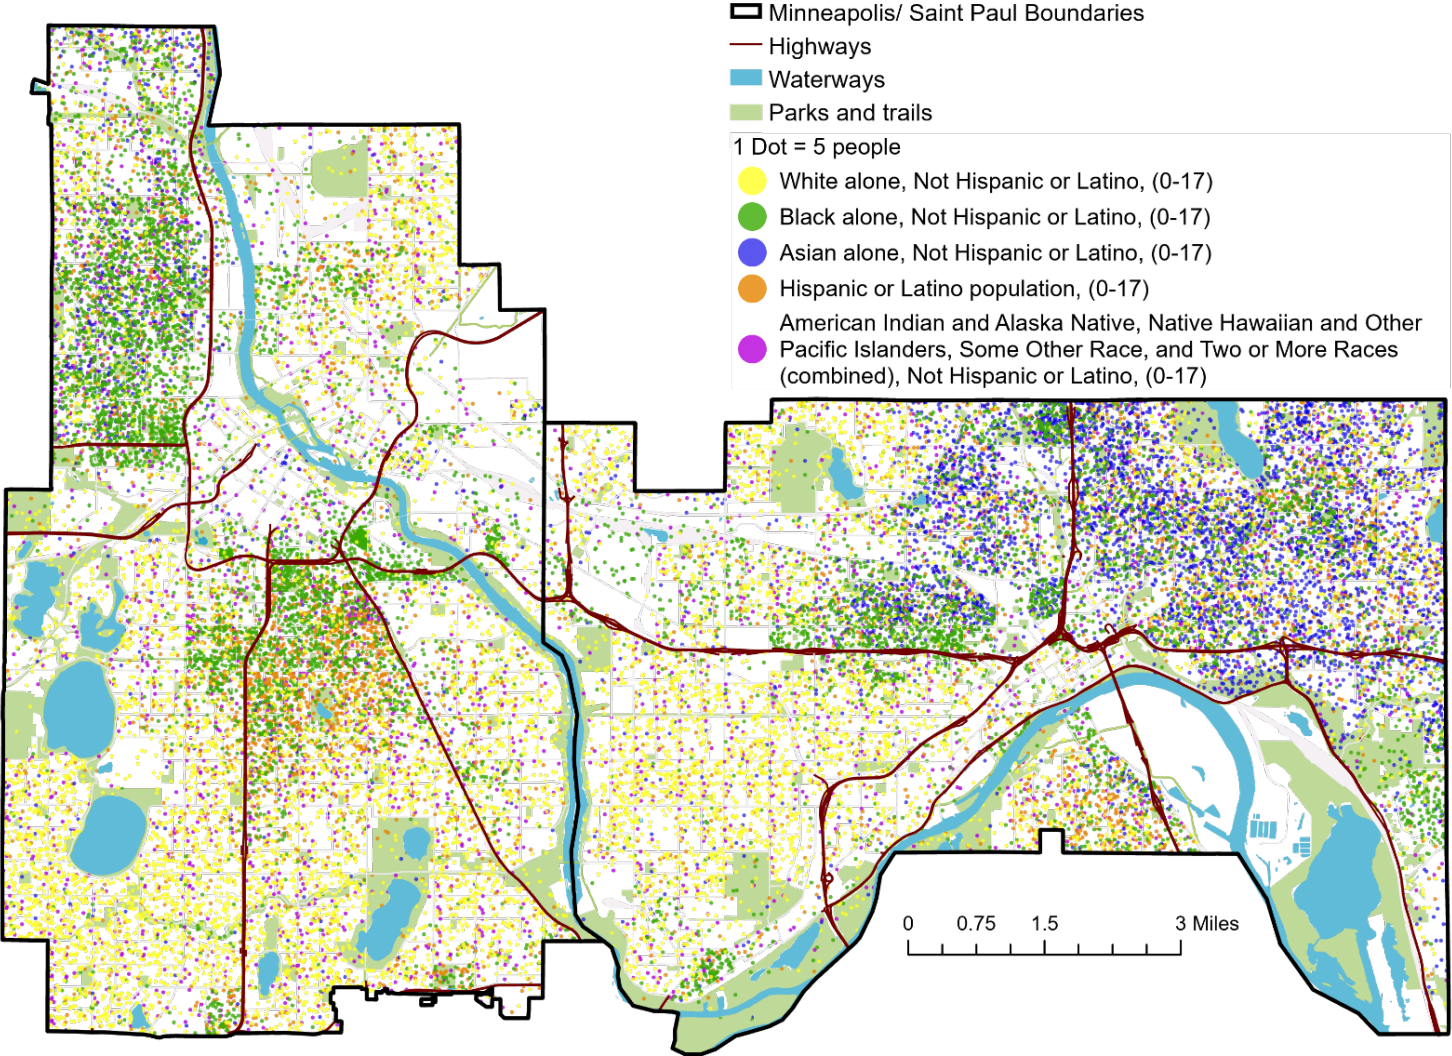 Minneapolis/ Saint Paul Boundaries
Highways
Waterways
Parks and trails
1 Dot = 5 people
White alone, Not Hispanic or Latino, (0-17)
Black alone, Not Hispanic or Latino, (0-17)
Asian alone, Not Hispanic or Latino, (0-17)
Hispanic or Latino population, (0-17)
American Indian and Alaska Native, Native Hawaiian and Other
Pacific Islanders, Some Other Race, and Two or More Races
(combined), Not Hispanic or Latino, (0-17)
0 0.75 1.5 3 Miles